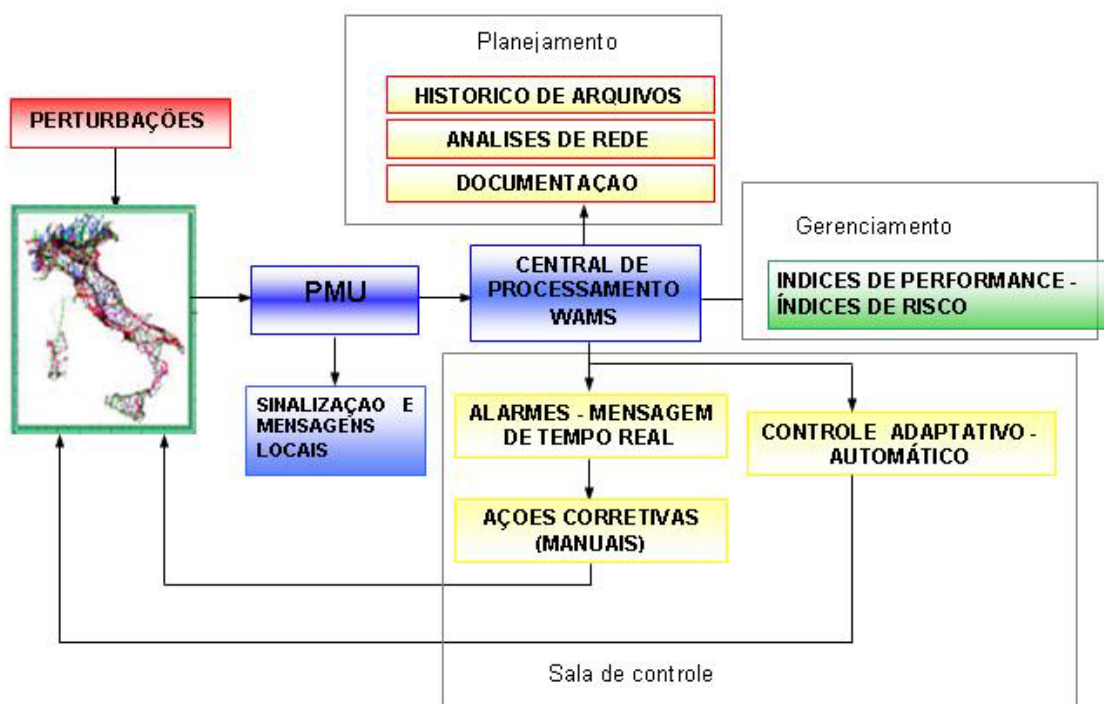 Planejamento
HISTORICO DE ARQUIVOS
PERTURBAÇÕES
ANALISES DE REDE
DOCUMENTAÇAO
Gerenciamento
PMU
CENTRAL DE
PROCESSAMENTO
WAMS
INDICES DE PERFORMANCE -
ÍNDICES DE RISCO
SINALIZAÇAO E
MENSAGENS
LOCAIS
ALARMES - MENSAGEM
DE TEMPO REAL
CONTROLE ADAPTATIVO -
AUTOMÁTICO
AÇOES CORRETIVAS
(MANUAIS)
Sala de controle